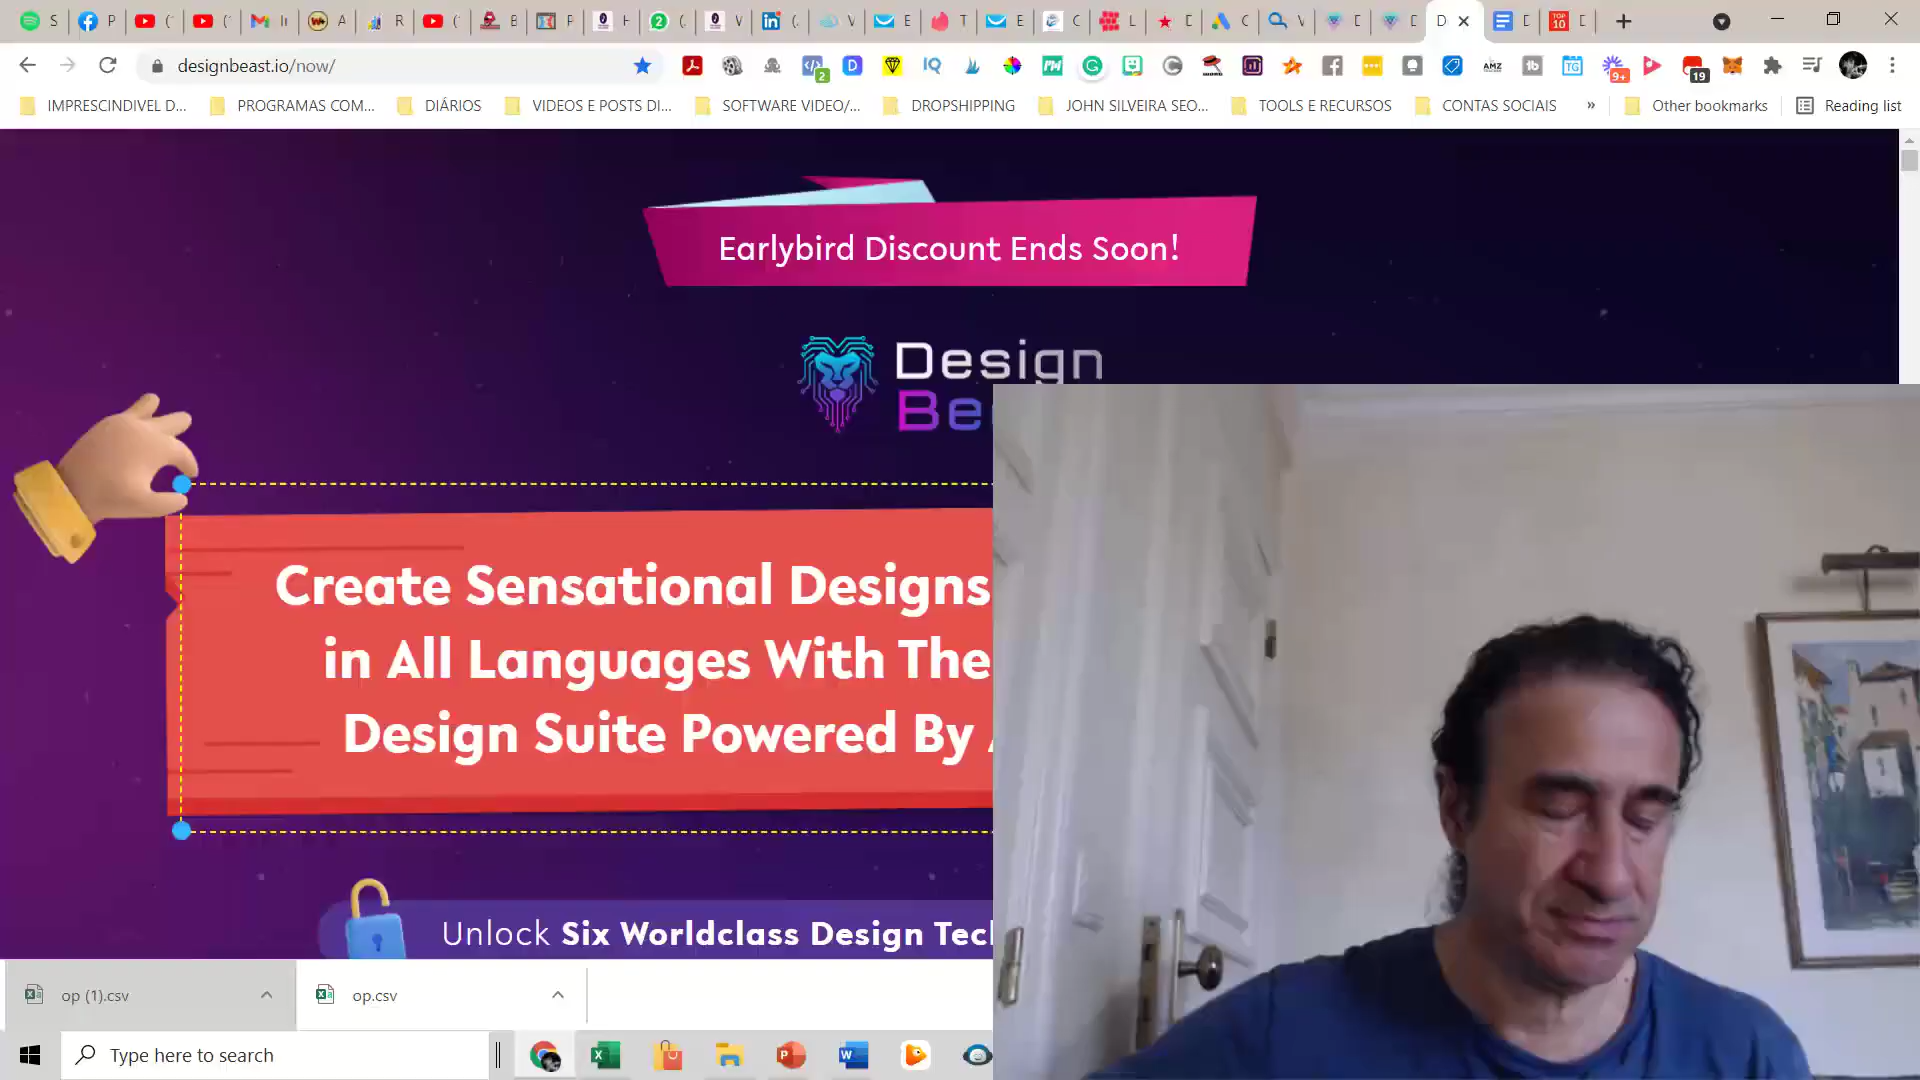 designbeast.io/now/
IMPRESCINDIVEL D...
PROGRAMAS COM...
DIÁRIOS
VIDEOS E POSTS DI...
SOFTWARE VIDEO/...
DROPSHIPPING
JOHN SILVEIRA SEO...
TOOLS E RECURSOS
CONTAS SOCIAIS
»
Other bookmarks
Reading list
Earlybird Discount Ends Soon!
Design
Be
Create Sensational Designs
in All Languages With The
Design Suite Powered By
Unlock Six Worldclass Design Tec
op (1).csv
op.csv
Type here to search